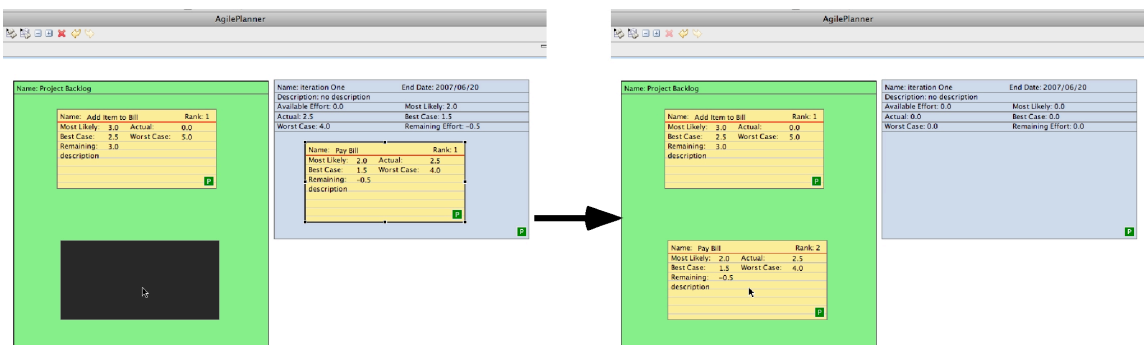 AgilePlanner
Name: Project Backlog
Name: Add Item to Bill Rank: 1
Most Likely: 3.0 Actual: 0.0
Best Case: 2.5 Worst Case: 5.0
Remaining: 3.0
description
P
Name: iteration One End Date: 2007/06/20
Description: no description
Available Effort: 0.0 Most Likely: 2.0
Actual: 2.5 Best Case: 1.5
Worst Case: 4.0 Remaining Effort: -0.5
Name: Pay Bill Rank: 1
Most Likely: 2.0 Actual: 2.5
Best Case: 1.5 Worst Case: 4.0
Remaining: -0.5
description
P
P
AgilePlanner
Name: Project Backlog
Name: Add Item to Bill Rank: 1
Most Likely: 3.0 Actual: 0.0
Best Case: 2.5 Worst Case: 5.0
Remaining: 3.0
description
P
Name: Pay Bill Rank: 2
Most Likely: 2.0 Actual: 2.5
Best Case: 1.5 Worst Case: 4.0
Remaining: -0.5
description
P
Name: iteration One End Date: 2007/06/20
Description: no description
Available Effort: 0.0 Most Likely: 0.0
Actual: 0.0 Best Case: 0.0
Worst Case: 0.0 Remaining Effort: 0.0
P